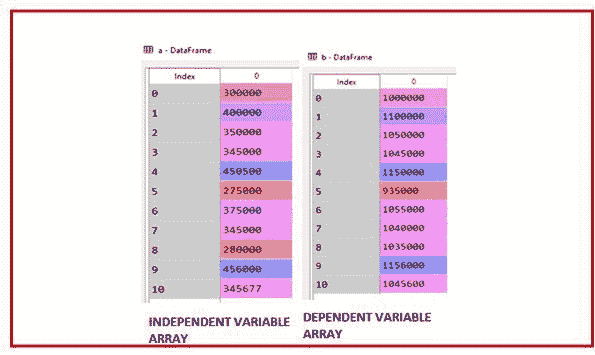 a - DataFrame
Index 0
0 300000
1 400000
2 350000
3 345000
4 450500
5 275000
6 375000
7 345000
8 280000
9 456000
10 345677
INDEPENDENT VARIABLE
ARRAY
b - DataFrame
Index 0
0 1000000
1 1100000
2 1050000
3 1045000
4 1150000
5 935000
6 1055000
7 1040000
8 1035000
9 1156000
10 1045600
DEPENDENT VARIABLE
ARRAY